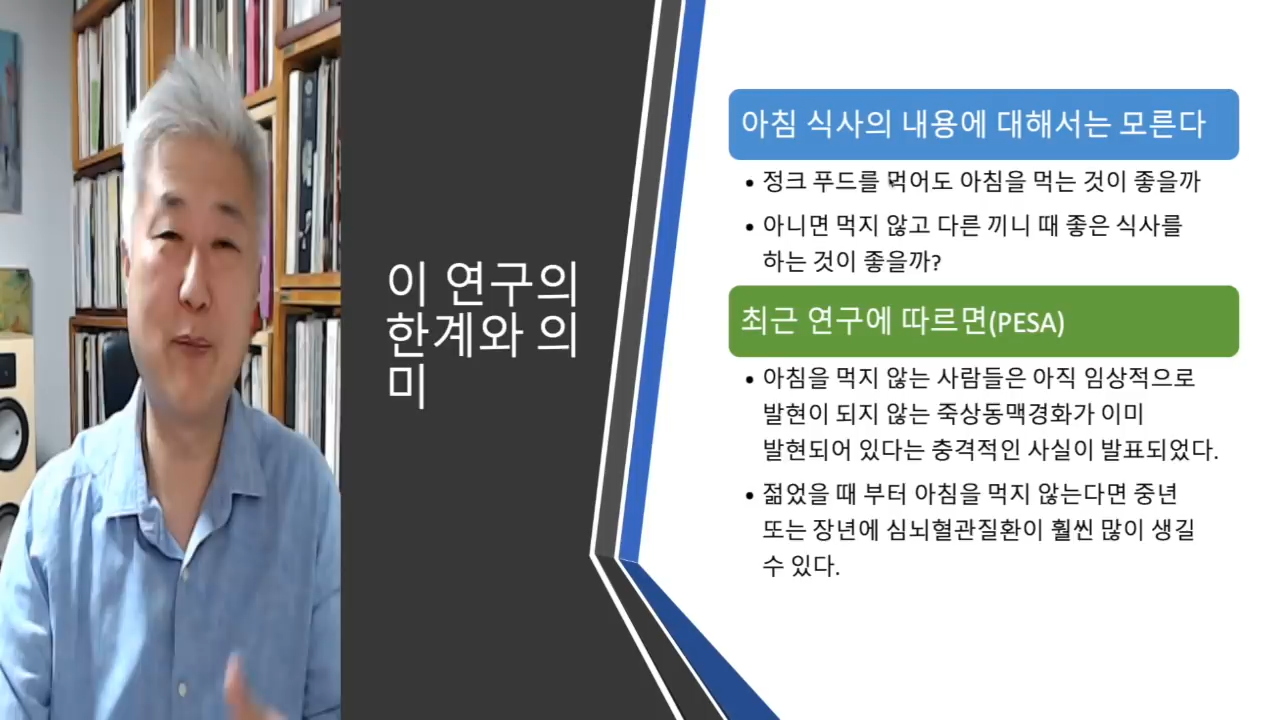 이 연구의
한계와 의
미
아침 식사의 내용에 대해서는 모른다
• 정크 푸드를 먹어도 아침을 먹는 것이 좋을까
• 아니면 먹지 않고 다른 끼니 때 좋은 식사를
하는 것이 좋을까?
최근 연구에 따르면(PESA)
• 아침을 먹지 않는 사람들은 아직 임상적으로
발현이 되지 않는 죽상동맥경화가 이미
발현되어 있다는 충격적인 사실이 발표되었다.
• 젊었을 때 부터 아침을 먹지 않는다면 중년
또는 장년에 심뇌혈관질환이 훨씬 많이 생길
수 있다.